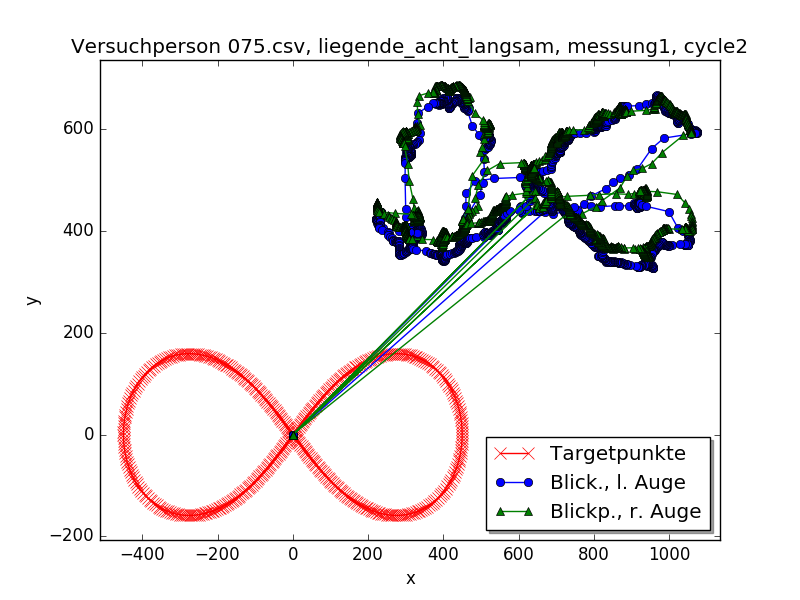 Versuchperson 075.csv, liegende_acht_langsam, messung1, cycle2
600
400
y
200
0
−200
Targetpunkte
Blick., l. Auge
Blickp., r. Auge
−400 −200 0 200 400 600 800 1000
x